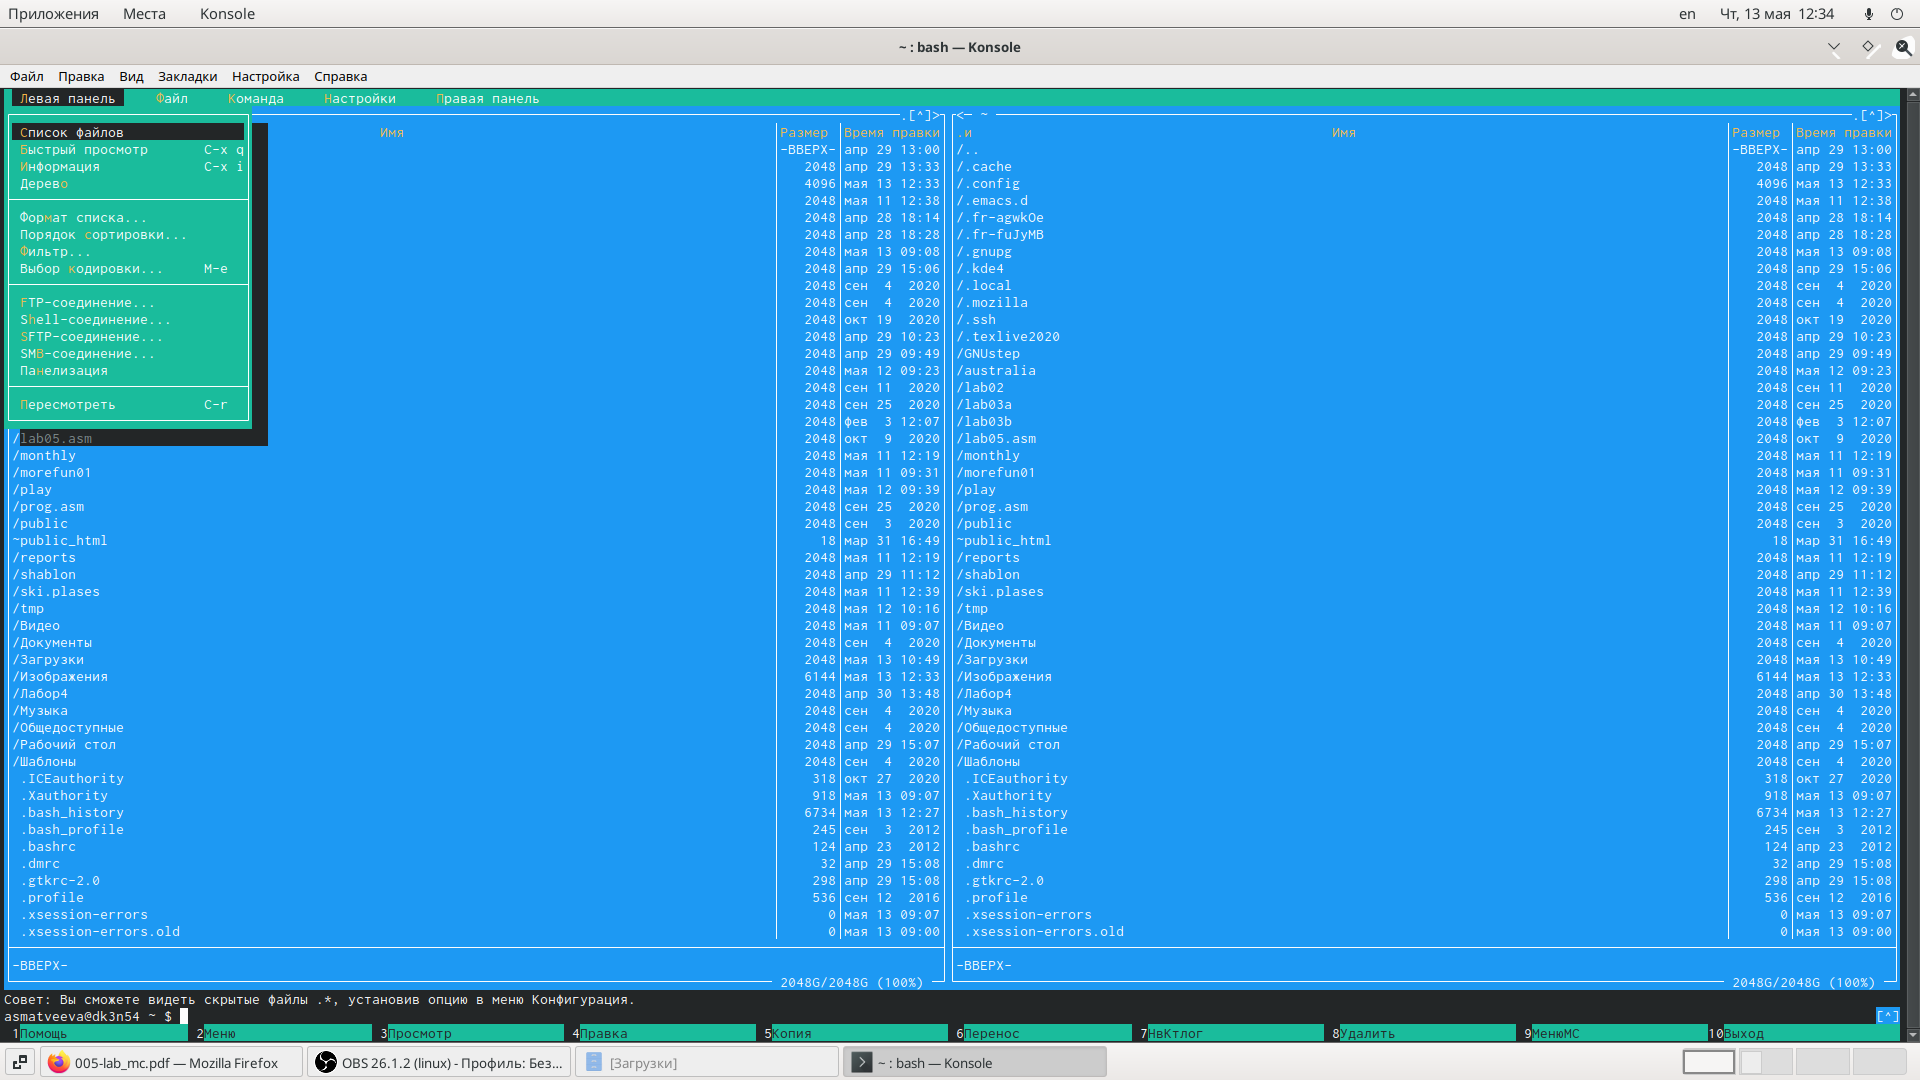 Приложения Места Konsole en Чт, 13 мая 12:34
~ : bash — Konsole
Файл Правка Вид Закладки Настройка Справка
Левая панель Файл Команда Настройки Правая панель
.[^]> <─ ~ .[^]>
Список файлов Имя Размер Время правки .и Имя Размер Время правки
Быстрый просмотр C-x q -ВВЕРХ- апр 29 13:00 /.. -ВВЕРХ- апр 29 13:00
Информация C-x i 2048 апр 29 13:33 /.cache 2048 апр 29 13:33
Дерево 4096 мая 13 12:33 /.config 4096 мая 13 12:33
2048 мая 11 12:38 /.emacs.d 2048 мая 11 12:38
Формат списка... 2048 апр 28 18:14 /.fr-agwkOe 2048 апр 28 18:14
Порядок сортировки... 2048 апр 28 18:28 /.fr-fuJyMB 2048 апр 28 18:28
Фильтр... 2048 мая 13 09:08 /.gnupg 2048 мая 13 09:08
Выбор кодировки... M-e 2048 апр 29 15:06 /.kde4 2048 апр 29 15:06
2048 сен 4 2020 /.local 2048 сен 4 2020
FTP-соединение... 2048 сен 4 2020 /.mozilla 2048 сен 4 2020
Shell-соединение... 2048 окт 19 2020 /.ssh 2048 окт 19 2020
SFTP-соединение... 2048 апр 29 10:23 /.texlive2020 2048 апр 29 10:23
SMB-соединение... 2048 апр 29 09:49 /GNUstep 2048 апр 29 09:49
Панелизация 2048 мая 12 09:23 /australia 2048 мая 12 09:23
2048 сен 11 2020 /lab02 2048 сен 11 2020
Пересмотреть C-r 2048 сен 25 2020 /lab03a 2048 сен 25 2020
2048 фев 3 12:07 /lab03b 2048 фев 3 12:07
/lab05.asm 2048 окт 9 2020 /lab05.asm 2048 окт 9 2020
/monthly 2048 мая 11 12:19 /monthly 2048 мая 11 12:19
/morefun01 2048 мая 11 09:31 /morefun01 2048 мая 11 09:31
/play 2048 мая 12 09:39 /play 2048 мая 12 09:39
/prog.asm 2048 сен 25 2020 /prog.asm 2048 сен 25 2020
/public 2048 сен 3 2020 /public 2048 сен 3 2020
~public_html 18 мар 31 16:49 ~public_html 18 мар 31 16:49
/reports 2048 мая 11 12:19 /reports 2048 мая 11 12:19
/shablon 2048 апр 29 11:12 /shablon 2048 апр 29 11:12
/ski.plases 2048 мая 11 12:39 /ski.plases 2048 мая 11 12:39
/tmp 2048 мая 12 10:16 /tmp 2048 мая 12 10:16
/Видео 2048 мая 11 09:07 /Видео 2048 мая 11 09:07
/Документы 2048 сен 4 2020 /Документы 2048 сен 4 2020
/Загрузки 2048 мая 13 10:49 /Загрузки 2048 мая 13 10:49
/Изображения 6144 мая 13 12:33 /Изображения 6144 мая 13 12:33
/Лабор4 2048 апр 30 13:48 /Лабор4 2048 апр 30 13:48
/Музыка 2048 сен 4 2020 /Музыка 2048 сен 4 2020
/Общедоступные 2048 сен 4 2020 /Общедоступные 2048 сен 4 2020
/Рабочий стол 2048 апр 29 15:07 /Рабочий стол 2048 апр 29 15:07
/Шаблоны 2048 сен 4 2020 /Шаблоны 2048 сен 4 2020
.ICEauthority 318 окт 27 2020 .ICEauthority 318 окт 27 2020
.Xauthority 918 мая 13 09:07 .Xauthority 918 мая 13 09:07
.bash_history 6734 мая 13 12:27 .bash_history 6734 мая 13 12:27
.bash_profile 245 сен 3 2012 .bash_profile 245 сен 3 2012
.bashrc 124 апр 23 2012 .bashrc 124 апр 23 2012
.dmrc 32 апр 29 15:08 .dmrc 32 апр 29 15:08
.gtkrc-2.0 298 апр 29 15:08 .gtkrc-2.0 298 апр 29 15:08
.profile 536 сен 12 2016 .profile 536 сен 12 2016
.xsession-errors 0 мая 13 09:07 .xsession-errors 0 мая 13 09:07
.xsession-errors.old 0 мая 13 09:00 .xsession-errors.old 0 мая 13 09:00
-ВВЕРХ- -ВВЕРХ-
2048G/2048G (100%) 2048G/2048G (100%)
Совет: Вы сможете видеть скрытые файлы .*, установив опцию в меню Конфигурация.
asmatveeva@dk3n54 ~ $ [^]
1Помощь 2Меню 3Просмотр 4Правка 5Копия 6Перенос 7НвКтлог 8Удалить 9МенюМС 10Выход
005-lab_mc.pdf — Mozilla Firefox OBS 26.1.2 (linux) - Профиль: Без... [Загрузки] ~ : bash — Konsole